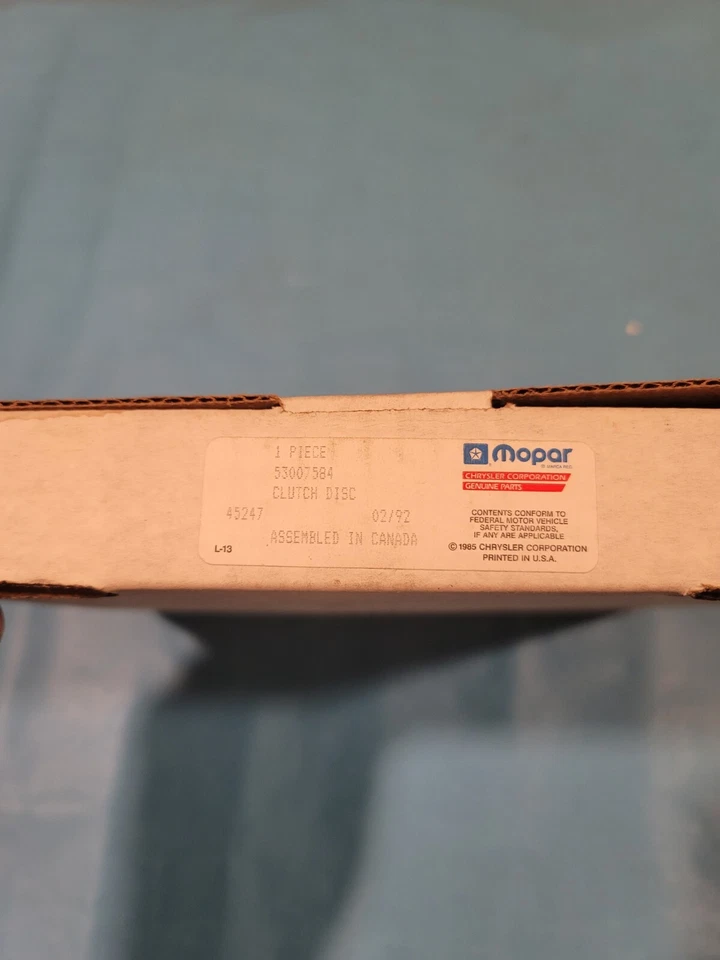 1 PIECE
53007584
CLUTCH DISC
45247 02/92
ASSEMBLED IN CANADA
L-13
Mopar
CHRYSLER CORPORATION
GENUINE PARTS
CONTENTS CONFORM TO
FEDERAL MOTOR VEHICLE
SAFETY STANDARDS,
IF ANY ARE APPLICABLE
© 1985 CHRYSLER CORPORATION
PRINTED IN U.S.A.